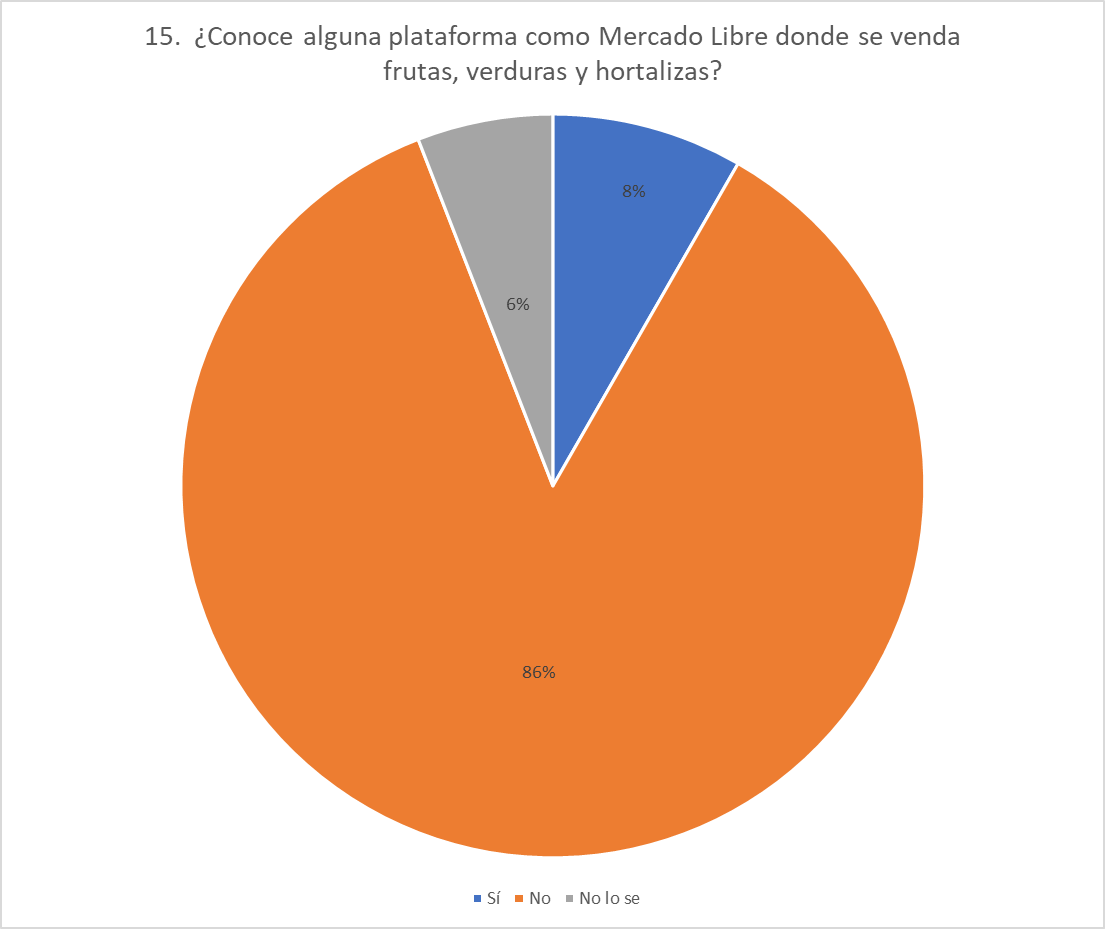 15.  ¿Conoce alguna plataforma como Mercado Libre donde se venda
frutas, verduras y hortalizas?
8%
6%
86%
Sí No No lo se